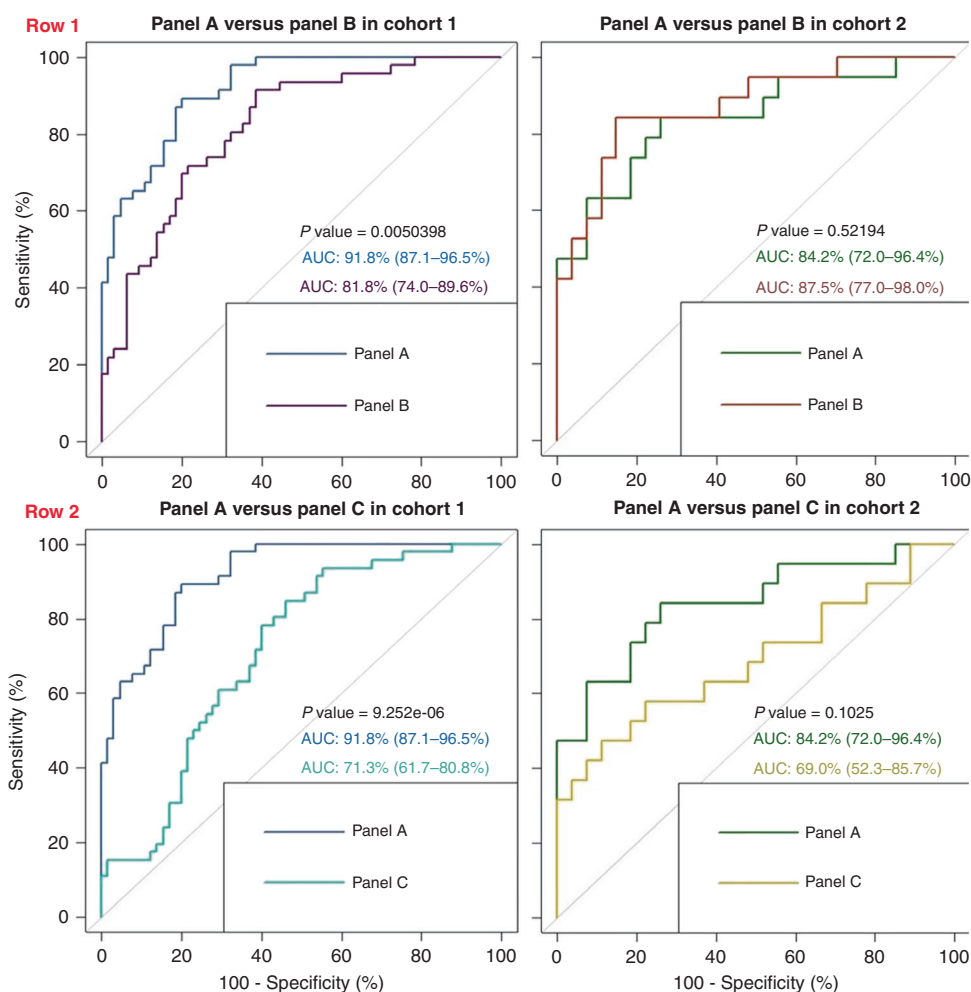 Row 1
Panel A versus panel B in cohort 1
Panel A versus panel B in cohort 2
100
80
60
40
20
0
Sensitivity (%)
P value = 0.0050398
AUC: 91.8% (87.1–96.5%)
AUC: 81.8% (74.0–89.6%)
Panel A
Panel B
0 20 40 60 80 100
P value = 0.52194
AUC: 84.2% (72.0–96.4%)
AUC: 87.5% (77.0–98.0%)
Panel A
Panel B
0 20 40 60 80 100
Row 2
Panel A versus panel C in cohort 1
Panel A versus panel C in cohort 2
100
80
60
40
20
0
Sensitivity (%)
P value = 9.252e-06
AUC: 91.8% (87.1–96.5%)
AUC: 71.3% (61.7–80.8%)
Panel A
Panel C
0 20 40 60 80 100
100 - Specificity (%)
P value = 0.1025
AUC: 84.2% (72.0–96.4%)
AUC: 69.0% (52.3–85.7%)
Panel A
Panel C
0 20 40 60 80 100
100 - Specificity (%)